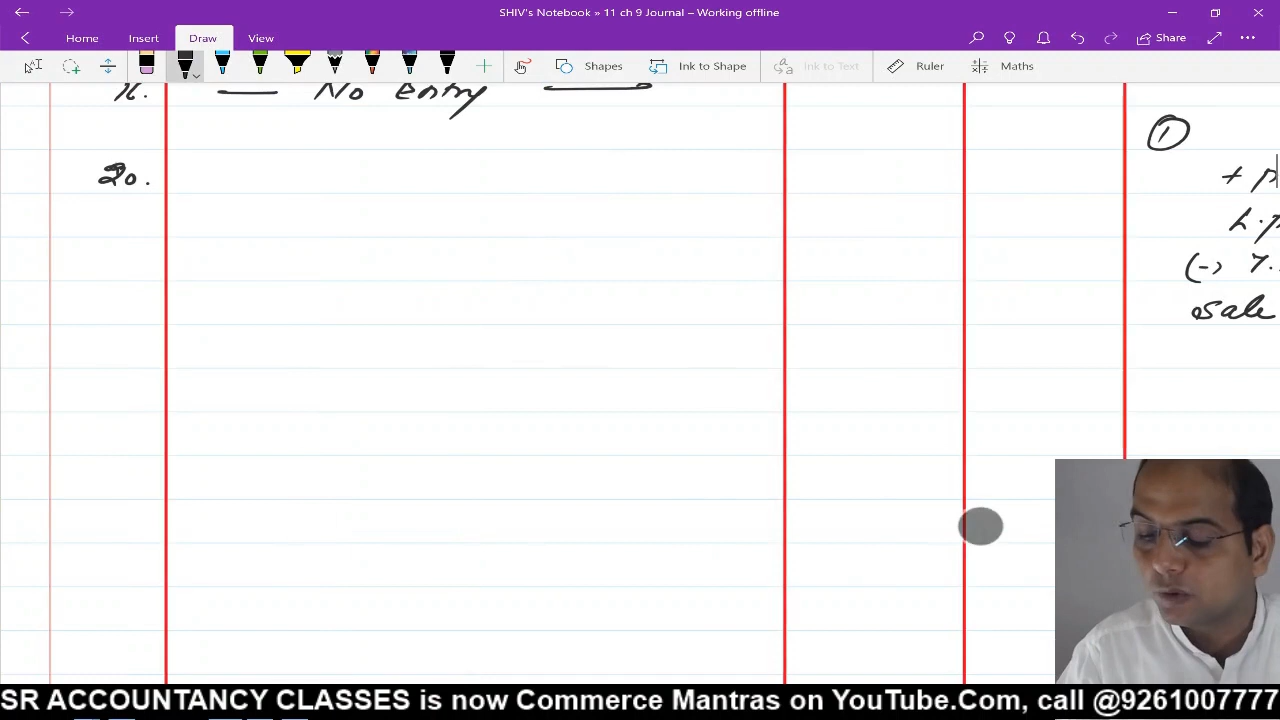 SHIV's Notebook » 11 ch 9 Journal – Working offline
Home Insert Draw View
Share
Shapes Ink to Shape Ink to Text Ruler Maths
No Entry
20.
1
+ p
(-)
Sale
SR ACCOUNTANCY CLASSES is now Commerce Mantras on YouTube.Com, call @9261007777